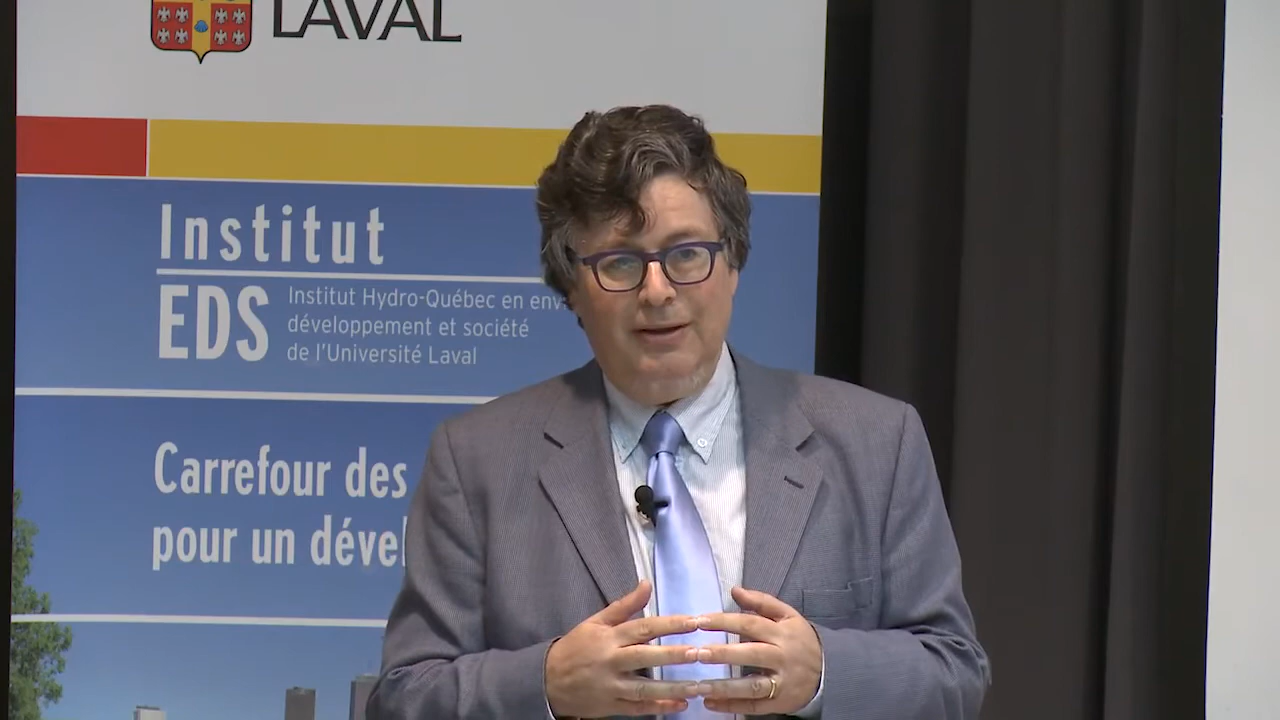 LAVAL
Institut
EDS
Institut Hydro-Québec en env
développement et société
de l'Université Laval
Carrefour des
pour un dével